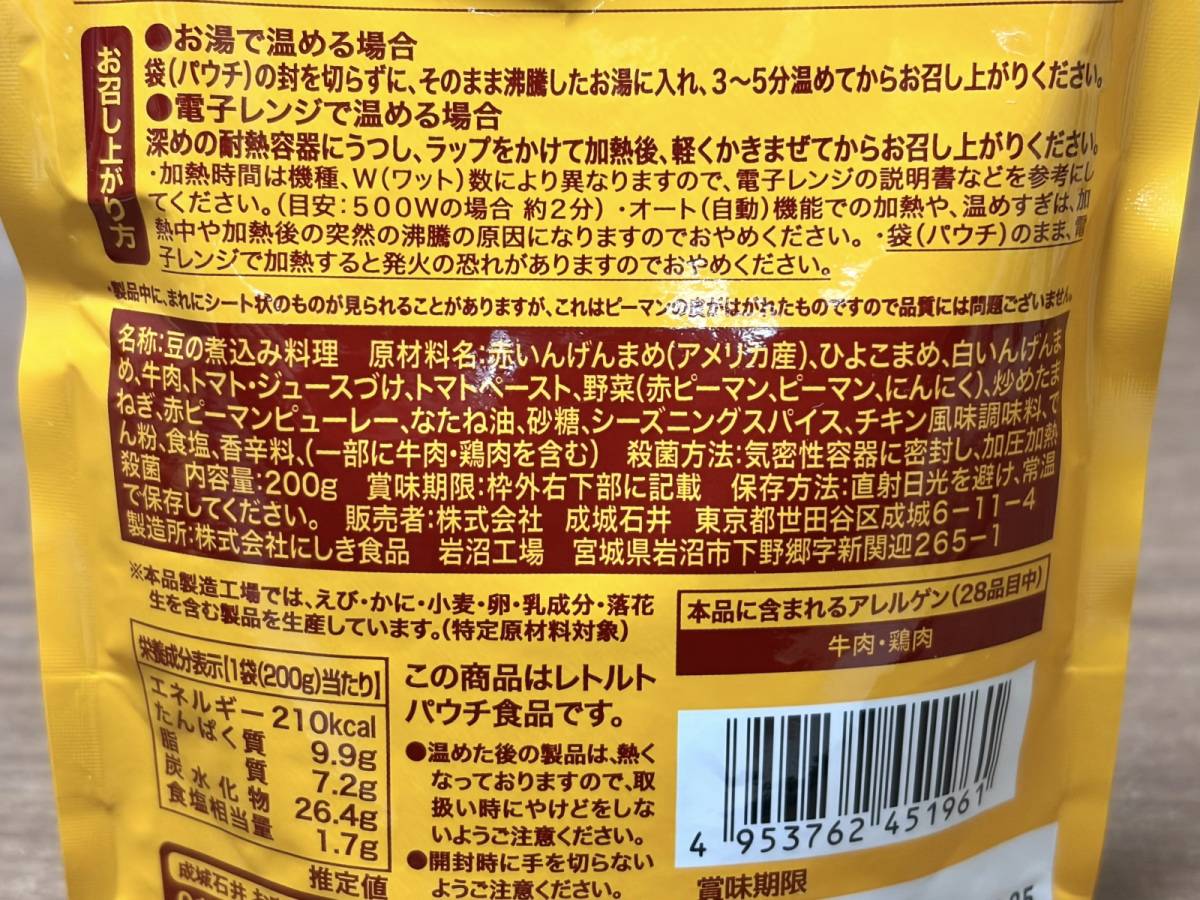 お召し上がり方
●お湯で温める場合
袋(パウチ)の封を切らずに、そのまま沸騰したお湯に入れ、3〜5分温めてからお召し上がりください。
●電子レンジで温める場合
深めの耐熱容器にうつし、ラップをかけて加熱後、軽くかきまぜてからお召し上がりください。
・加熱時間は機種、W(ワット)数により異なりますので、電子レンジの説明書などを参考にし
てください。(目安:500Wの場合 約2分) ・オート(自動)機能での加熱や、温めすぎは、加
熱中や加熱後の突然の沸騰の原因になりますのでおやめください。・袋(パウチ)のまま、電
子レンジで加熱すると発火の恐れがありますのでおやめください。
・製品中に、まれにシート状のものが見られることがありますが、これはピーマンの皮がはがれたものですので品質には問題ございません。
名称:豆の煮込み料理 原材料名:赤いんげんまめ(アメリカ産)、ひよこまめ、白いんげんま
め、牛肉、トマト・ジュースづけ、トマトペースト、野菜(赤ピーマン、ピーマン、にんにく)、炒めたま
ねぎ、赤ピーマンピューレー、なたね油、砂糖、シーズニングスパイス、チキン風味調味料、で
ん粉、食塩、香辛料、(一部に牛肉・鶏肉を含む) 殺菌方法:気密性容器に密封し、加圧加熱
殺菌 内容量:200g 賞味期限:枠外右下部に記載 保存方法:直射日光を避け、常温
で保存してください。 販売者:株式会社 成城石井 東京都世田谷区成城6-11-4
製造所:株式会社にしき食品 岩沼工場 宮城県岩沼市下野郷字新関迎265-1
※本品製造工場では、えび・かに・小麦・卵・乳成分・落花
生を含む製品を生産しています。(特定原材料対象)
本品に含まれるアレルゲン(28品目中)
牛肉・鶏肉
栄養成分表示[1袋(200g)当たり]
エネルギー 210kcal
たんぱく質 9.9g
脂質 7.2g
炭水化物 26.4g
食塩相当量 1.7g
推定値
この商品はレトルト
パウチ食品です。
●温めた後の製品は、熱く
なっておりますので、取
扱い時にやけどをしな
いようご注意ください。
●開封時に手を切らない
ようご注意ください。
4 953762 451961
賞味期限
成城石井